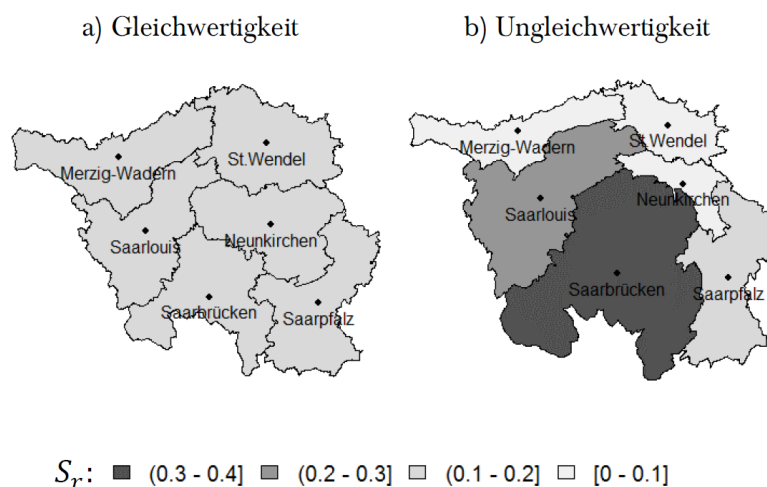 a) Gleichwertigkeit
b) Ungleichwertigkeit
Merzig-Wadern
St.Wendel
Saarlouis
Neunkirchen
Saarbrücken
Saarpfalz
Merzig-Wadern
St.Wendel
Neunkirchen
Saarlouis
Saarbrücken
Saarpfalz
S_r: (0.3 - 0.4] (0.2 - 0.3] (0.1 - 0.2] [0 - 0.1]